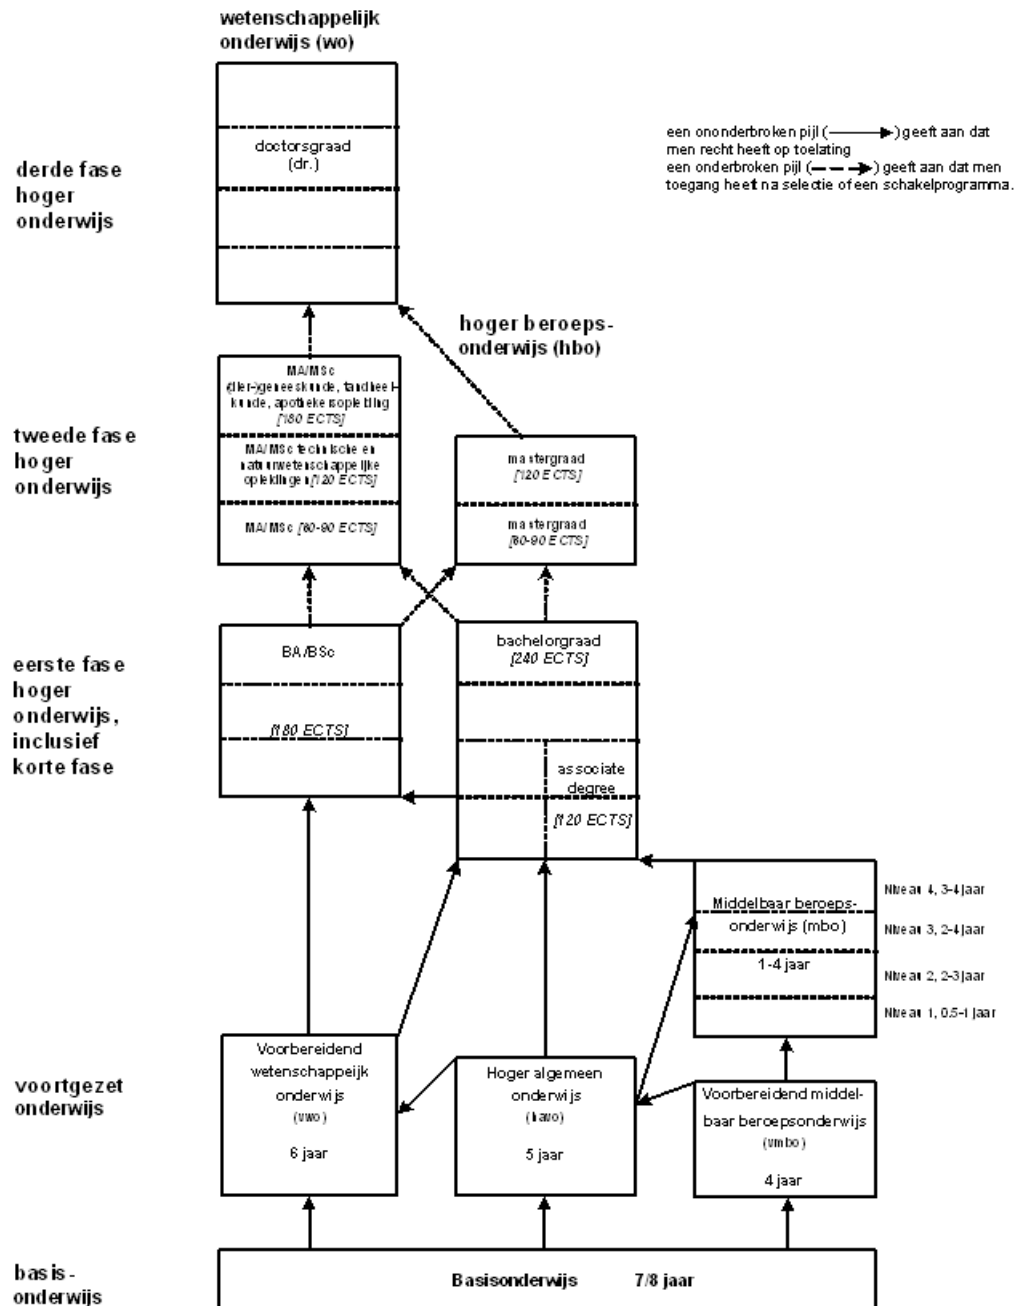 wetenschappelijk
onderwijs (wo)
een ononderbroken pijl ( ) geeft aan dat
men recht heeft op toelating
een onderbroken pijl ( ) geeft aan dat men
toegang heeft na selectie of een schakelprogramma.
derde fase
hoger
onderwijs
doctorsgraad
(dr.)
hoger beroeps-
onderwijs (hbo)
tweede fase
hoger
onderwijs
MA/MSc
(dier-)geneeskunde, tandheel-
kunde, apothekersopleiding
[180 ECTS]
MA/MSc technische en
natuurwetenschappelijke
opleidingen [120 ECTS]
MA/MSc [60-90 ECTS]
mastergraad
[120 ECTS]
mastergraad
[60-90 ECTS]
eerste fase
hoger
onderwijs,
inclusief
korte fase
BA/BSc
[180 ECTS]
bachelorgraad
[240 ECTS]
associate
degree
[120 ECTS]
Middelbaar beroeps-
onderwijs (mbo)
1-4 jaar
Niveau 4, 3-4 jaar
Niveau 3, 2-4 jaar
Niveau 2, 2-3 jaar
Niveau 1, 0.5-1 jaar
voortgezet
onderwijs
Voorbereidend
wetenschappeijk
onderwijs
(vwo)
6 jaar
Hoger algemeen
onderwijs
(havo)
5 jaar
Voorbereidend middel-
baar beroepsonderwijs
(vmbo)
4 jaar
basis-
onderwijs
Basisonderwijs 7/8 jaar